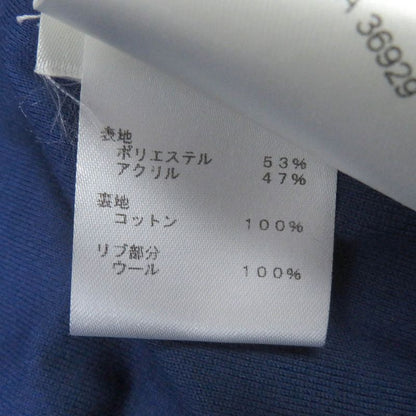 A 36929
表地
ポリエステル 53%
アクリル 47%
裏地
コットン 100%
リブ部分
ウール 100%